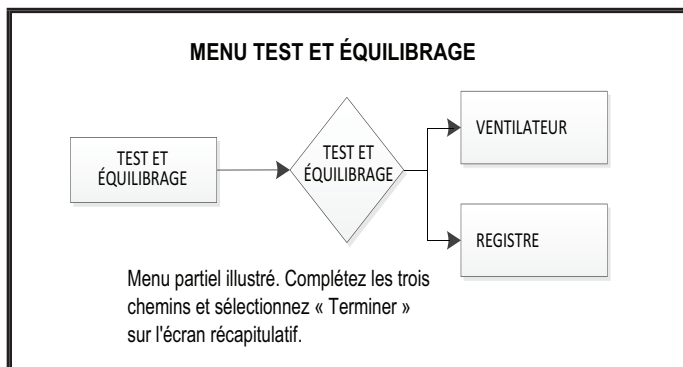 MENU TEST ET ÉQUILIBRAGE
TEST ET
ÉQUILIBRAGE
TEST ET
ÉQUILIBRAGE
VENTILATEUR
REGISTRE
Menu partiel illustré. Complétez les trois
chemins et sélectionnez « Terminer »
sur l'écran récapitulatif.